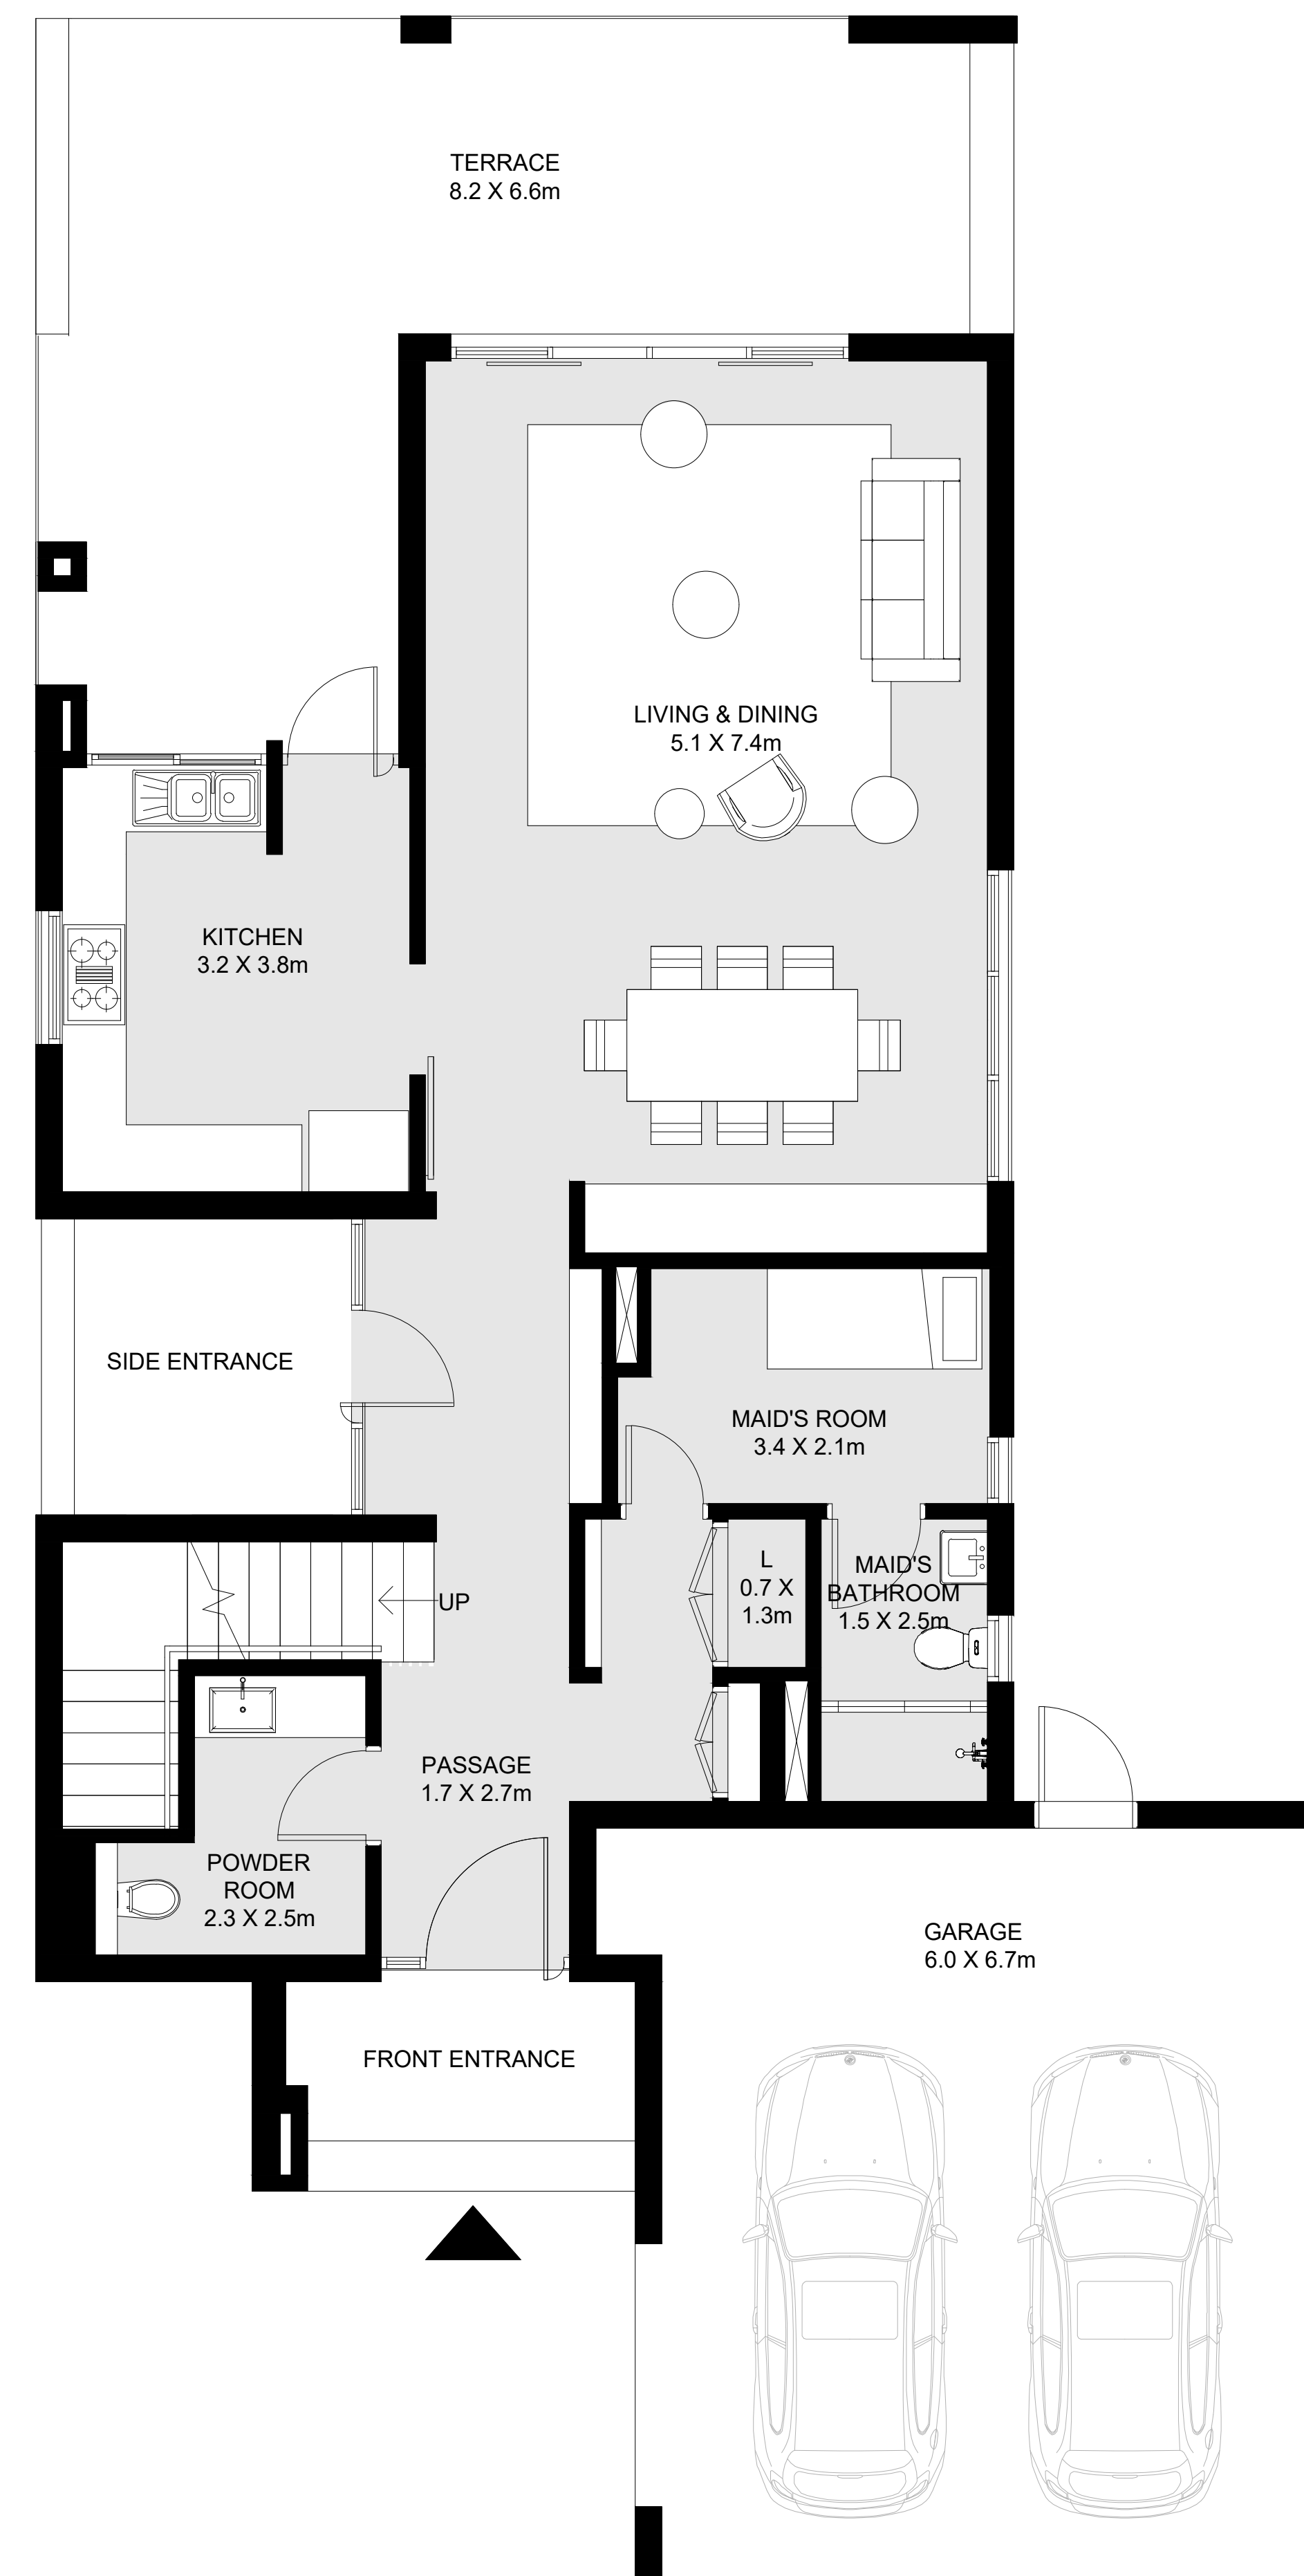 TERRACE
8.2 X 6.6m
LIVING & DINING
5.1 X 7.4m
KITCHEN
3.2 X 3.8m
SIDE ENTRANCE
MAID'S ROOM
3.4 X 2.1m
L
0.7 X
1.3m
MAID'S
BATHROOM
1.5 X 2.5m
UP
PASSAGE
1.7 X 2.7m
POWDER
ROOM
2.3 X 2.5m
GARAGE
6.0 X 6.7m
FRONT ENTRANCE